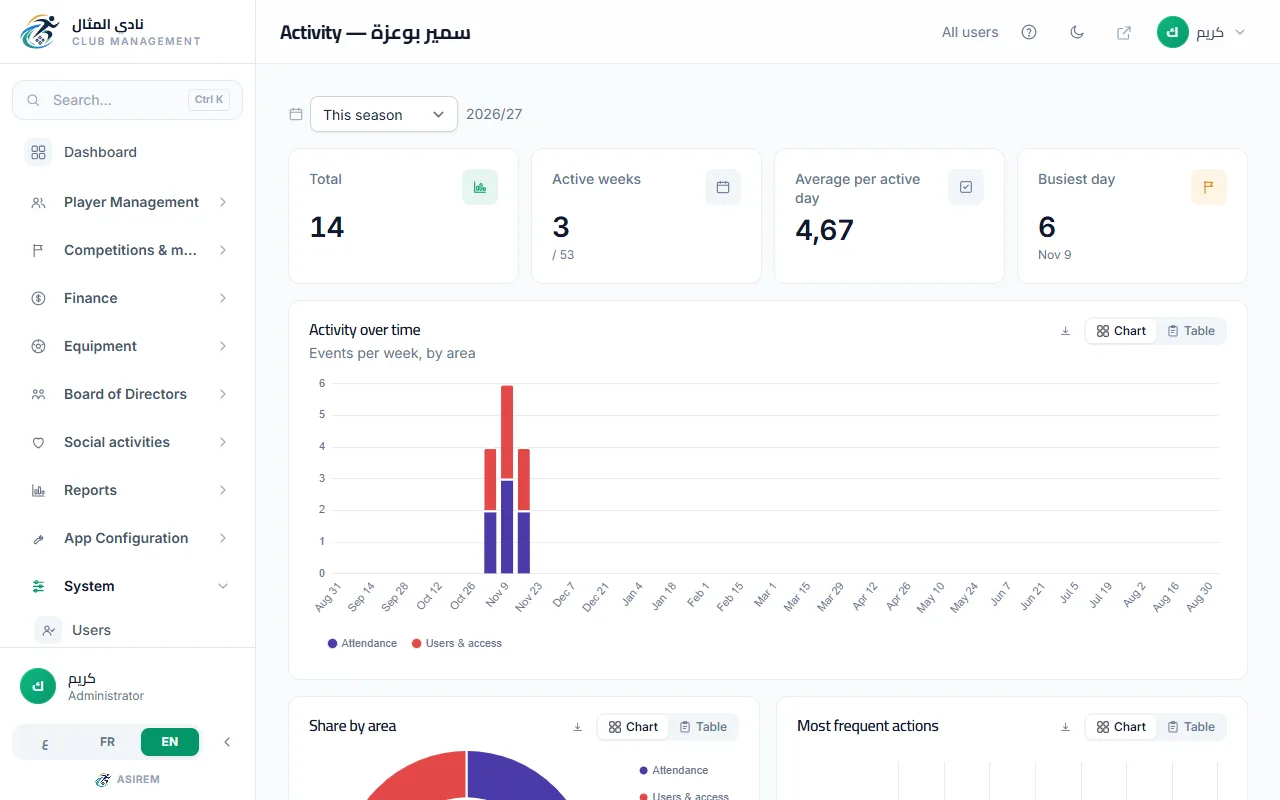 نادي المثال
CLUB MANAGEMENT
Search...
Ctrl K
Dashboard
Player Management
Competitions & m...
Finance
Equipment
Board of Directors
Social activities
Reports
App Configuration
System
Users
ك
كريم
Administrator
ع
FR
EN
ASIREM
Activity — سمير بوعزة
All users
ك
كريم
This season
2026/27
Total
14
Active weeks
3
/ 53
Average per active
day
4,67
Busiest day
6
Nov 9
Activity over time
Events per week, by area
Chart
Table
6
5
4
3
2
1
0
Aug 31
Sep 14
Sep 28
Oct 12
Oct 26
Nov 9
Nov 23
Dec 7
Dec 21
Jan 4
Jan 18
Feb 1
Feb 15
Mar 1
Mar 15
Mar 29
Apr 12
Apr 26
May 10
May 24
Jun 7
Jun 21
Jul 5
Jul 19
Aug 2
Aug 16
Aug 30
Attendance
Users & access
Share by area
Chart
Table
Attendance
Users & access
Most frequent actions
Chart
Table